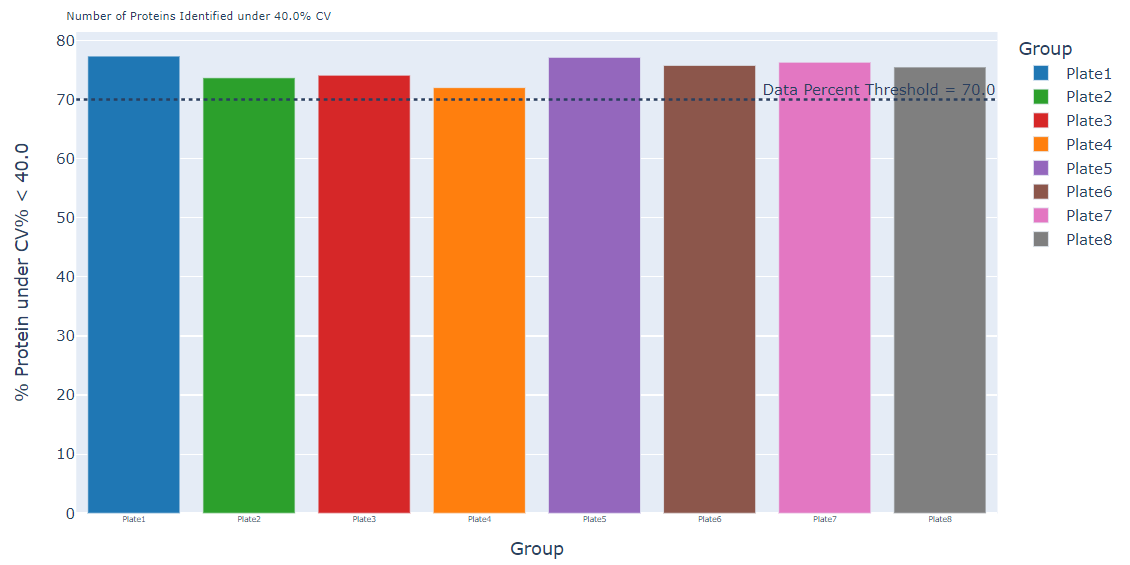 Number of Proteins Identified under 40.0% CV
% Protein under CV% < 40.0
80
70
60
50
40
30
20
10
0
Data Percent Threshold = 70.0
Plate1
Plate2
Plate3
Plate4
Plate5
Plate6
Plate7
Plate8
Group
Group
Plate1
Plate2
Plate3
Plate4
Plate5
Plate6
Plate7
Plate8